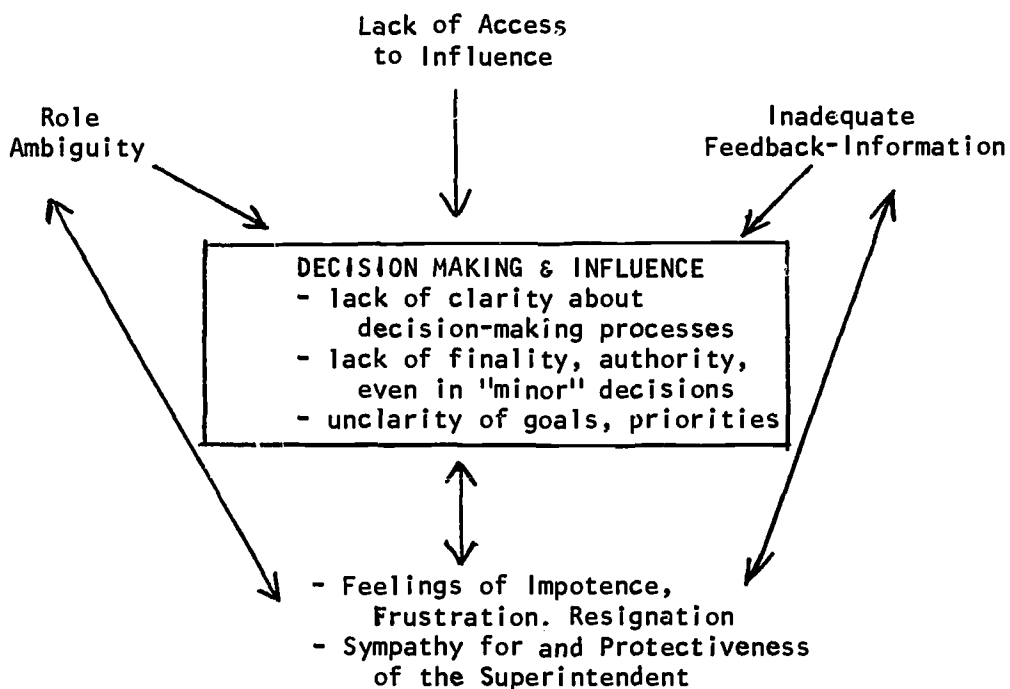 Lack of Access
to Influence
Role
Ambiguity
Inadequate
Feedback-Information
DECISION MAKING & INFLUENCE
- lack of clarity about
decision-making processes
- lack of finality, authority,
even in "minor" decisions
- unclarity of goals, priorities
- Feelings of Impotence,
Frustration. Resignation
- Sympathy for and Protectiveness
of the Superintendent